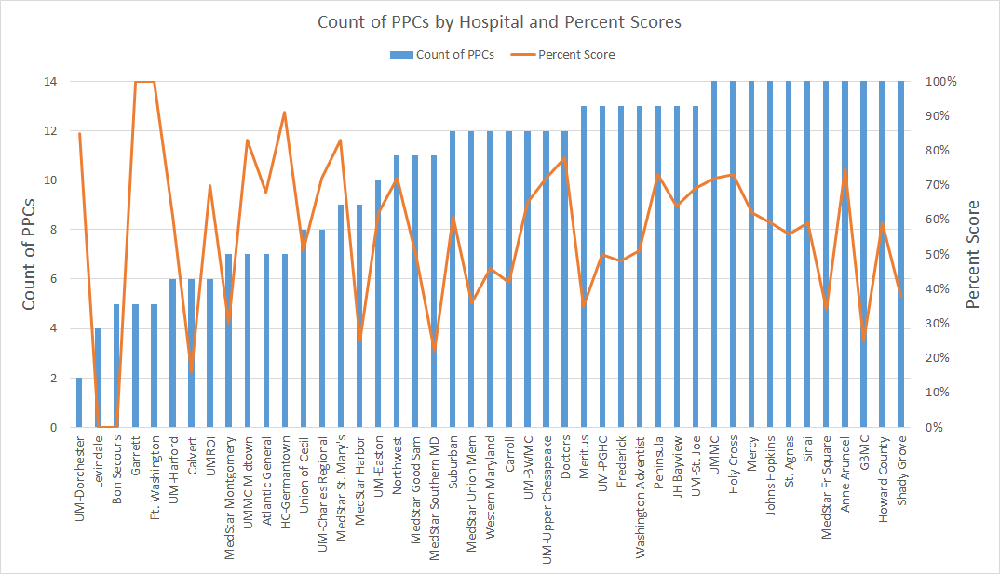 Count of PPCs by Hospital and Percent Scores
Count of PPCs
Percent Score
14
12
10
8
6
4
2
0
Count of PPCs
100%
90%
80%
70%
60%
50%
40%
30%
20%
10%
0%
Percent Score
UM-Dorchester
Levindale
Bon Secours
Garrett
Ft. Washington
UM-Harford
Calvert
UMROI
MedStar Montgomery
UMMC Midtown
Atlantic General
HC-Germantown
Union of Cecil
UM-Charles Regional
MedStar St. Mary's
MedStar Harbor
UM-Easton
Northwest
MedStar Good Sam
MedStar Southern MD
Suburban
MedStar Union Mem
Western Maryland
Carroll
UM-BWMC
UM-Upper Chesapeake
Doctors
Meritus
UM-PGHC
Frederick
Washington Adventist
Peninsula
JH Bayview
UM-St. Joe
UMMC
Holy Cross
Mercy
Johns Hopkins
St. Agnes
Sinai
MedStar Fr Square
Anne Arundel
GBMC
Howard County
Shady Grove